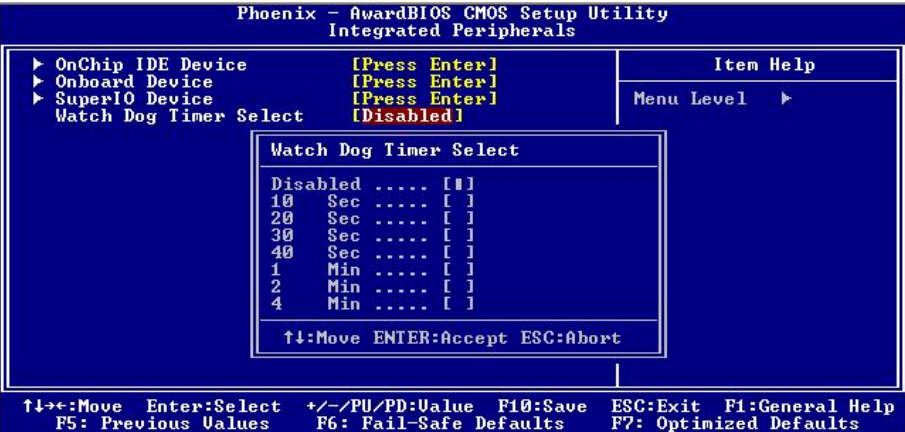 Phoenix - AwardBIOS CMOS Setup Utility
Integrated Peripherals
▶ OnChip IDE Device [Press Enter]
▶ Onboard Device [Press Enter]
▶ SuperIO Device [Press Enter]
Watch Dog Timer Select [Disabled]
Item Help
Menu Level ▶
Watch Dog Timer Select
Disabled ..... [▮]
10 Sec ..... [ ]
20 Sec ..... [ ]
30 Sec ..... [ ]
40 Sec ..... [ ]
1 Min ..... [ ]
2 Min ..... [ ]
4 Min ..... [ ]
↑↓:Move ENTER:Accept ESC:Abort
↑↓→←:Move Enter:Select +/-/PU/PD:Value F10:Save ESC:Exit F1:General Help
F5: Previous Values F6: Fail-Safe Defaults F7: Optimized Defaults